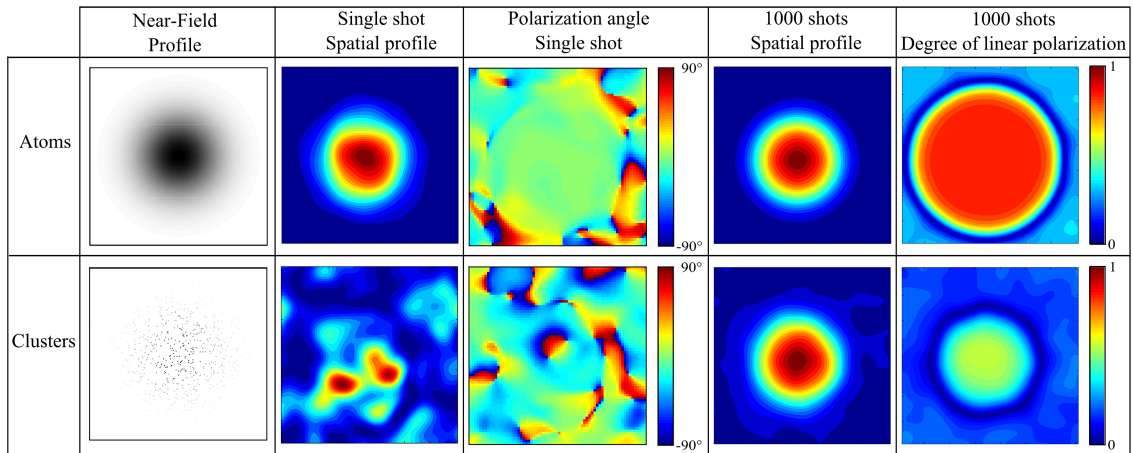 Near-Field
Profile
Single shot
Spatial profile
Polarization angle
Single shot
1000 shots
Spatial profile
1000 shots
Degree of linear polarization
Atoms
90°
-90°
1
0
Clusters
90°
-90°
1
0